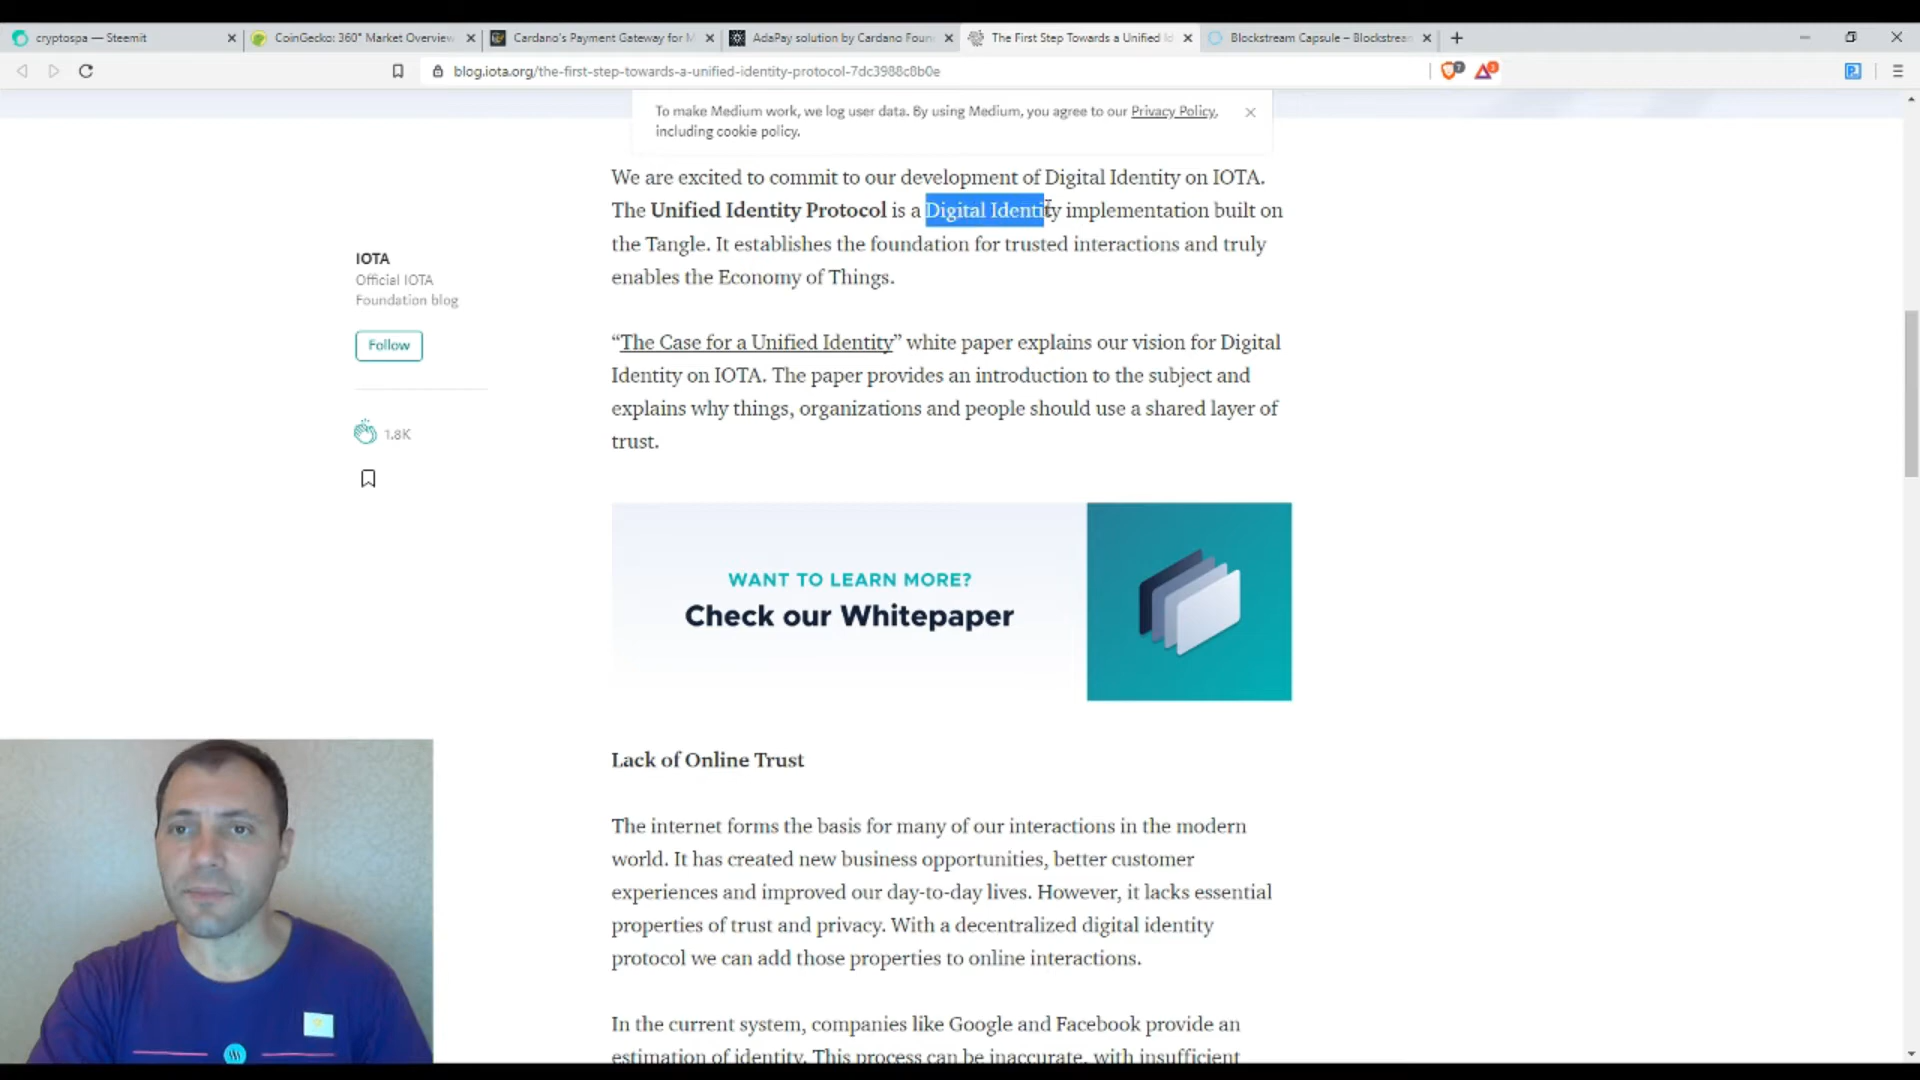 cryptospa — Steemit
CoinGecko: 360° Market Overview
Cardano's Payment Gateway for M
AdaPay solution by Cardano Foun
The First Step Towards a Unified Id
Blockstream Capsule – Blockstrea
blog.iota.org/the-first-step-towards-a-unified-identity-protocol-7dc3988c8b0e
To make Medium work, we log user data. By using Medium, you agree to our Privacy Policy,
including cookie policy.
We are excited to commit to our development of Digital Identity on IOTA.
The Unified Identity Protocol is a Digital Identity implementation built on
the Tangle. It establishes the foundation for trusted interactions and truly
enables the Economy of Things.
IOTA
Official IOTA
Foundation blog
Follow
1.8K
“The Case for a Unified Identity” white paper explains our vision for Digital
Identity on IOTA. The paper provides an introduction to the subject and
explains why things, organizations and people should use a shared layer of
trust.
WANT TO LEARN MORE?
Check our Whitepaper
Lack of Online Trust
The internet forms the basis for many of our interactions in the modern
world. It has created new business opportunities, better customer
experiences and improved our day-to-day lives. However, it lacks essential
properties of trust and privacy. With a decentralized digital identity
protocol we can add those properties to online interactions.
In the current system, companies like Google and Facebook provide an
estimation of identity. This process can be inaccurate, with insufficient